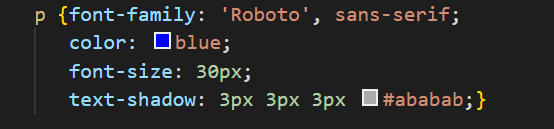 p {font-family: 'Roboto', sans-serif;
color: blue;
font-size: 30px;
text-shadow: 3px 3px 3px #ababab;}